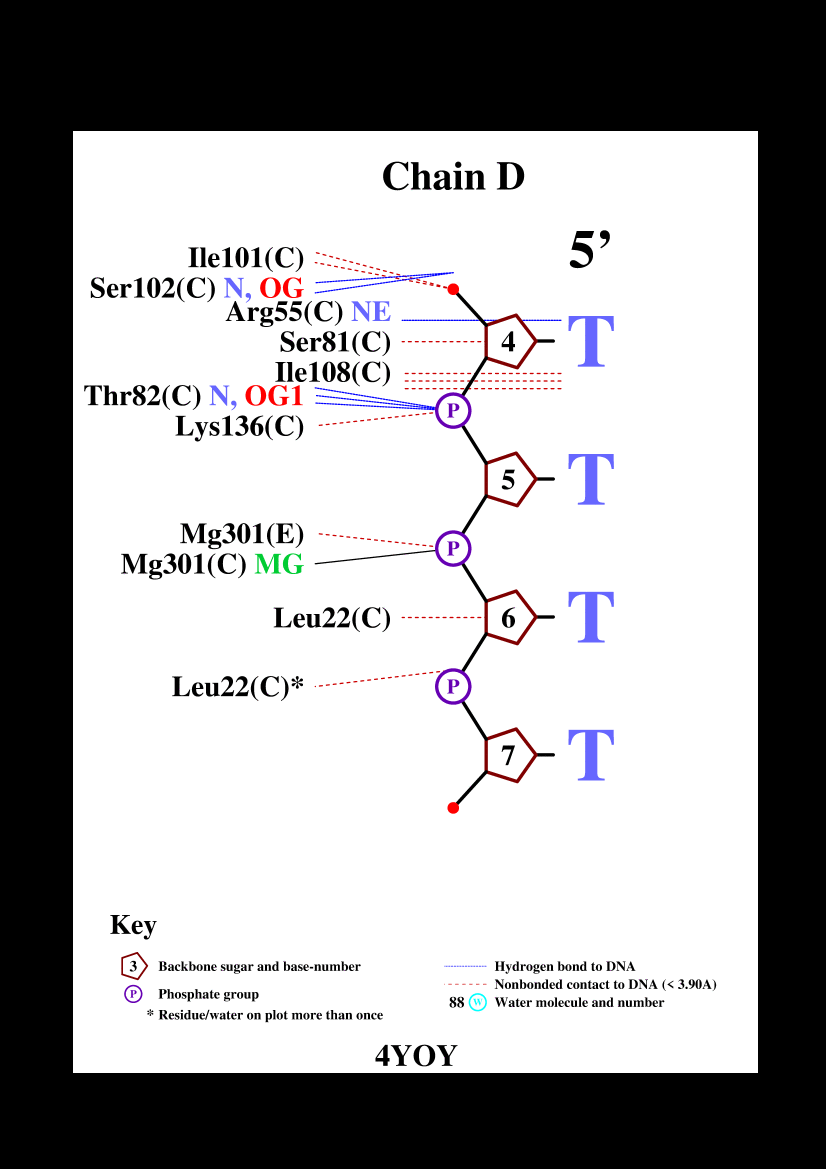 Chain D
5’
Ile101(C)
Ser102(C) N, OG
Arg55(C) NE
T
Ser81(C)
4
Ile108(C)
Thr82(C) N, OG1
P
Lys136(C)
5
T
Mg301(E)
P
Mg301(C) MG
Leu22(C)
6
T
Leu22(C)*
P
7
T
Key
3 Backbone sugar and base-number
P Phosphate group
* Residue/water on plot more than once
Hydrogen bond to DNA
Nonbonded contact to DNA (< 3.90A)
88 W Water molecule and number
4YOY